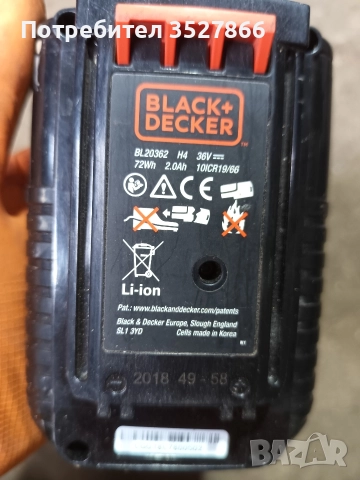 Потребител 3527866
BLACK+
DECKER
BL20362 H4 36V
72Wh 2.0Ah 10ICR19/66
Li-ion
Pat.: www.blackanddecker.com/patents
Black & Decker Europe, Slough England
SL1 3YD Cells made in Korea
2018 49 - 58
BAZAR